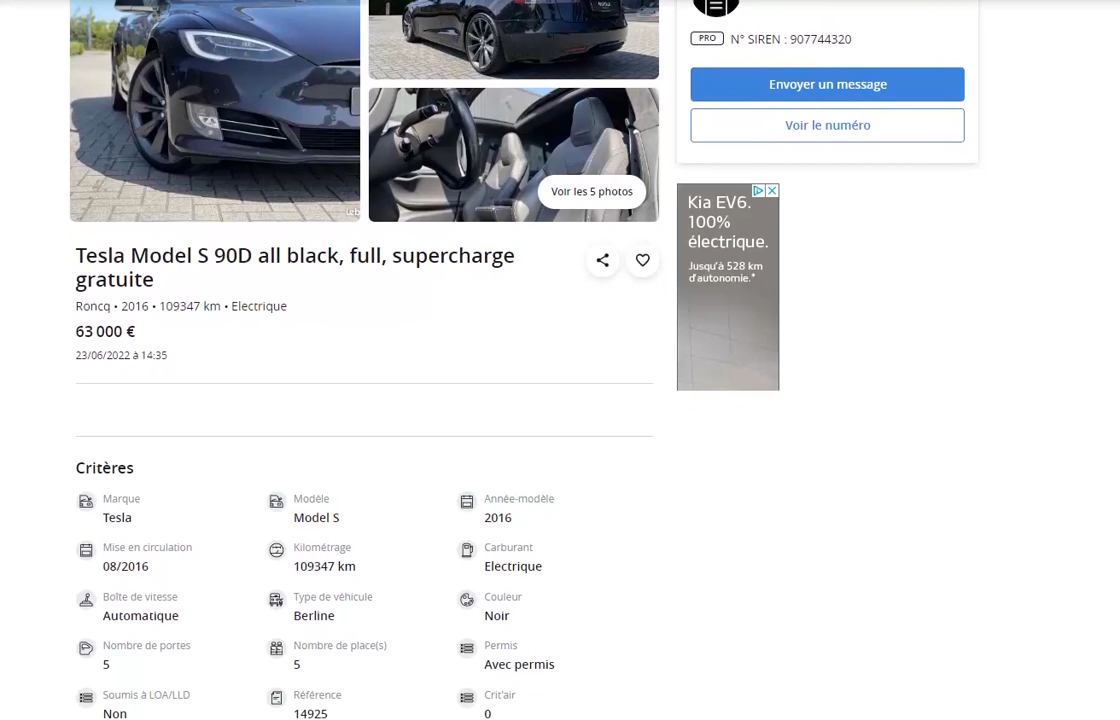 PRO N° SIREN : 907744320
Envoyer un message
Voir le numéro
Voir les 5 photos
Kia EV6.
100%
électrique.
Jusqu'à 528 km
d'autonomie.*
Tesla Model S 90D all black, full, supercharge
gratuite
Roncq • 2016 • 109347 km • Electrique
63 000 €
23/06/2022 à 14:35
Critères
Marque
Tesla
Modèle
Model S
Année-modèle
2016
Mise en circulation
08/2016
Kilométrage
109347 km
Carburant
Electrique
Boîte de vitesse
Automatique
Type de véhicule
Berline
Couleur
Noir
Nombre de portes
5
Nombre de place(s)
5
Permis
Avec permis
Soumis à LOA/LLD
Non
Référence
14925
Crit'air
0